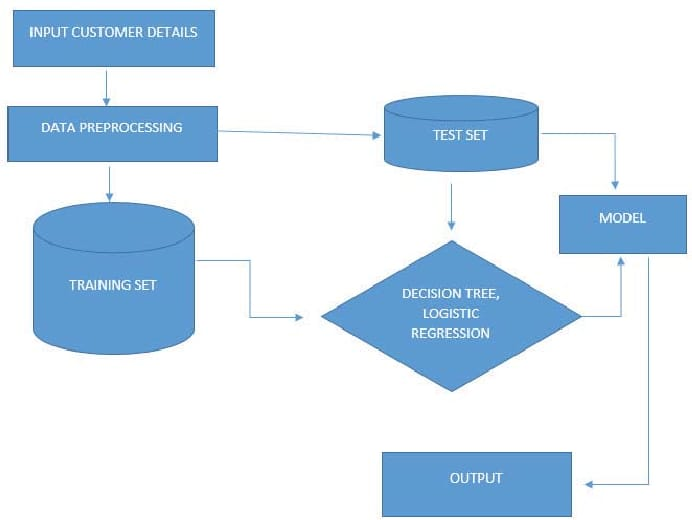 INPUT CUSTOMER DETAILS
DATA PREPROCESSING
TEST SET
MODEL
TRAINING SET
DECISION TREE,
LOGISTIC
REGRESSION
OUTPUT